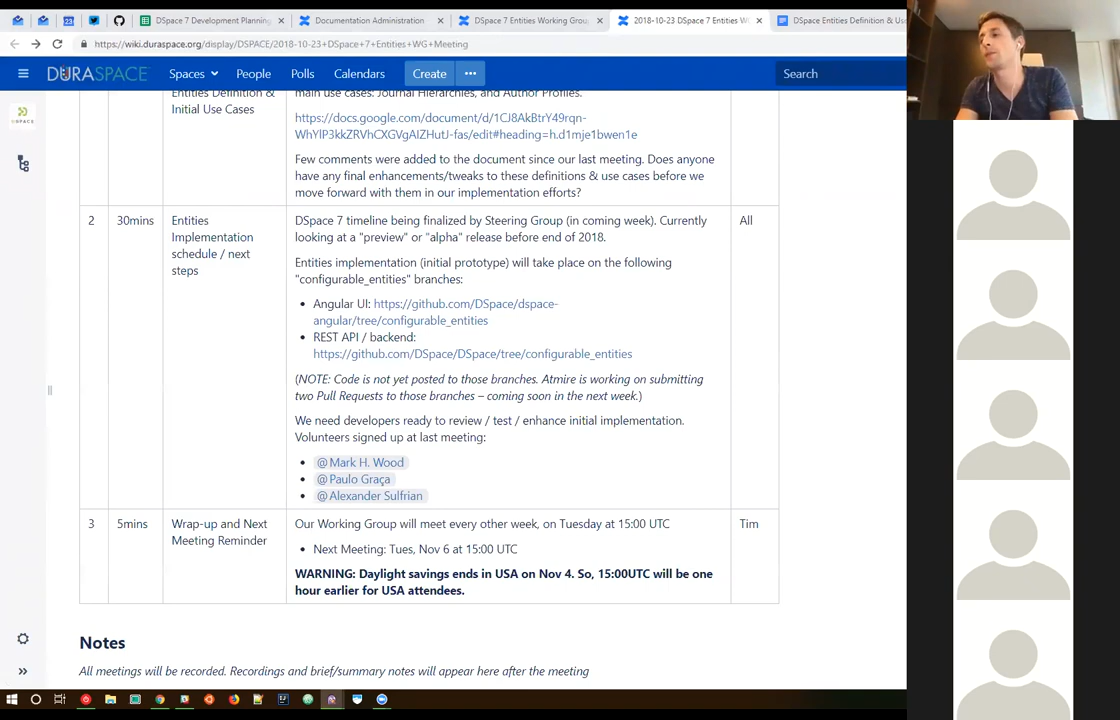 DSpace 7 Development Planning
Documentation Administration
DSpace 7 Entities Working Grou
2018-10-23 DSpace 7 Entities W
DSpace Entities Definition & Us
https://wiki.duraspace.org/display/DSPACE/2018-10-23+DSpace+7+Entities+WG+Meeting
DURASPACE
Spaces
People
Polls
Calendars
Create
Search
Entities Definition &
Initial Use Cases
main use cases: Journal Hierarchies, and Author Profiles.
https://docs.google.com/document/d/1CJ8AkBtrY49rqn-
WhYlP3kkZRVhCXGVgAIZHutJ-fas/edit#heading=h.d1mje1bwen1e
Few comments were added to the document since our last meeting. Does anyone
have any final enhancements/tweaks to these definitions & use cases before we
move forward with them in our implementation efforts?
2
30mins
Entities
Implementation
schedule / next
steps
DSpace 7 timeline being finalized by Steering Group (in coming week). Currently
looking at a "preview" or "alpha" release before end of 2018.
Entities implementation (initial prototype) will take place on the following
"configurable_entities" branches:
• Angular UI: https://github.com/DSpace/dspace-
angular/tree/configurable_entities
• REST API / backend:
https://github.com/DSpace/DSpace/tree/configurable_entities
(NOTE: Code is not yet posted to those branches. Atmire is working on submitting
two Pull Requests to those branches – coming soon in the next week.)
We need developers ready to review / test / enhance initial implementation.
Volunteers signed up at last meeting:
• @Mark H. Wood
• @Paulo Graça
• @Alexander Sulfrian
All
3
5mins
Wrap-up and Next
Meeting Reminder
Our Working Group will meet every other week, on Tuesday at 15:00 UTC
• Next Meeting: Tues, Nov 6 at 15:00 UTC
WARNING: Daylight savings ends in USA on Nov 4. So, 15:00UTC will be one
hour earlier for USA attendees.
Tim
Notes
All meetings will be recorded. Recordings and brief/summary notes will appear here after the meeting